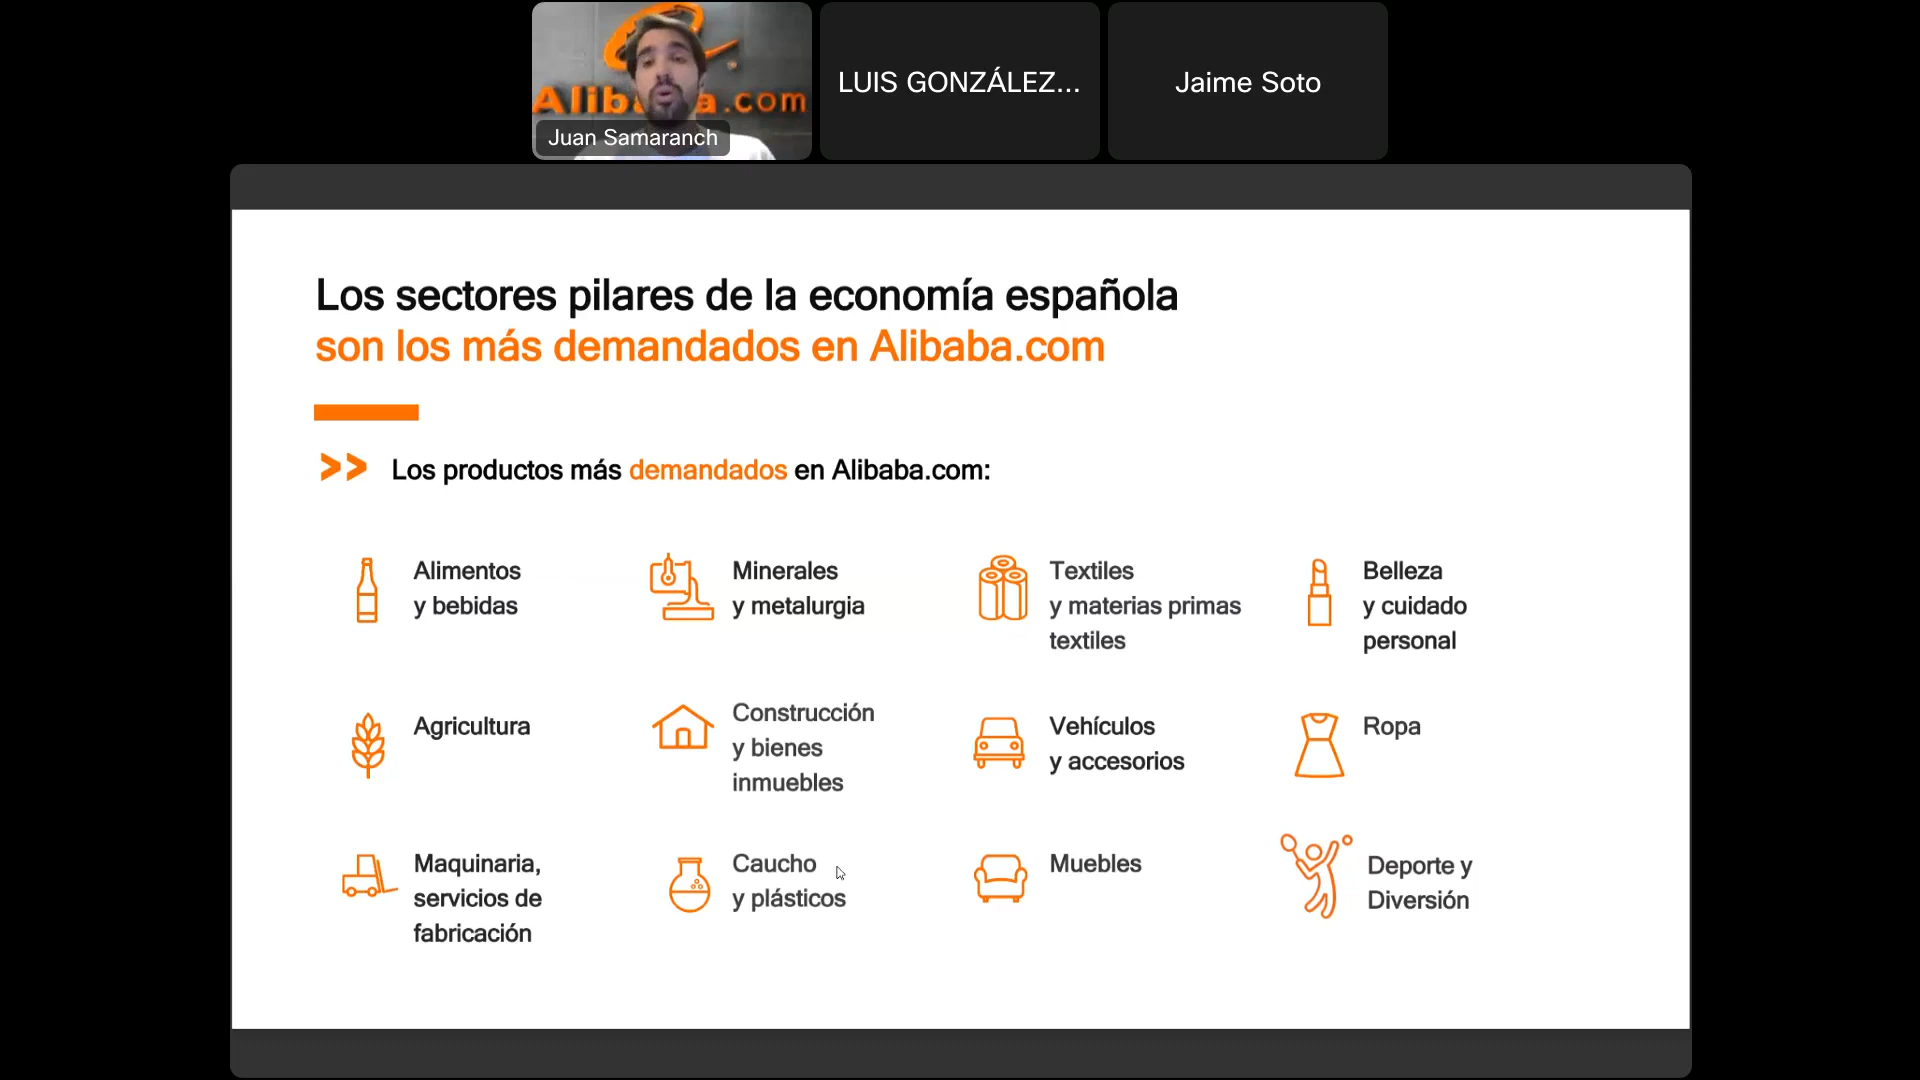 Alibaba.com
Juan Samaranch
LUIS GONZÁLEZ...
Jaime Soto
Los sectores pilares de la economía española
son los más demandados en Alibaba.com
>> Los productos más demandados en Alibaba.com:
Alimentos
y bebidas
Minerales
y metalurgia
Textiles
y materias primas
textiles
Belleza
y cuidado
personal
Agricultura
Construcción
y bienes
inmuebles
Vehículos
y accesorios
Ropa
Maquinaria,
servicios de
fabricación
Caucho
y plásticos
Muebles
Deporte y
Diversión